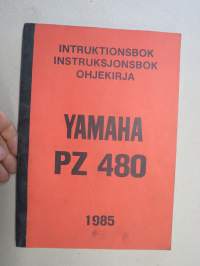 INTRUKTIONSBOK
INSTRUKSJONSBOK
OHJEKIRJA
YAMAHA
PZ 480
1985